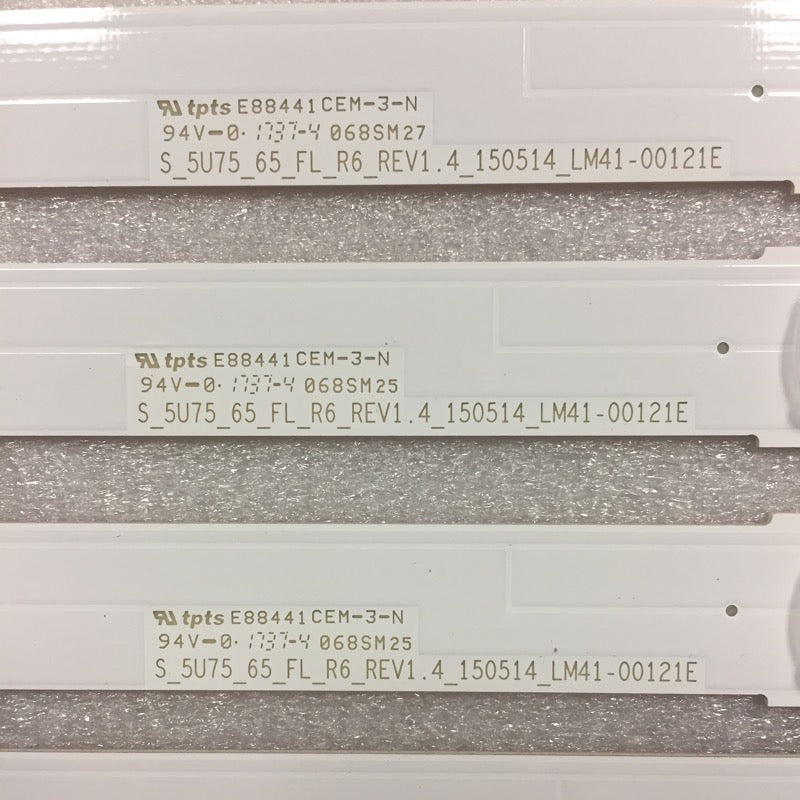 tpts E88441 CEM-3-N
94V-0· 1737-4 068SM27
S_5U75_65_FL_R6_REV1.4_150514_LM41-00121E
tpts E88441 CEM-3-N
94V-0· 1737-4 068SM25
S_5U75_65_FL_R6_REV1.4_150514_LM41-00121E
tpts E88441 CEM-3-N
94V-0· 1737-4 068SM25
S_5U75_65_FL_R6_REV1.4_150514_LM41-00121E